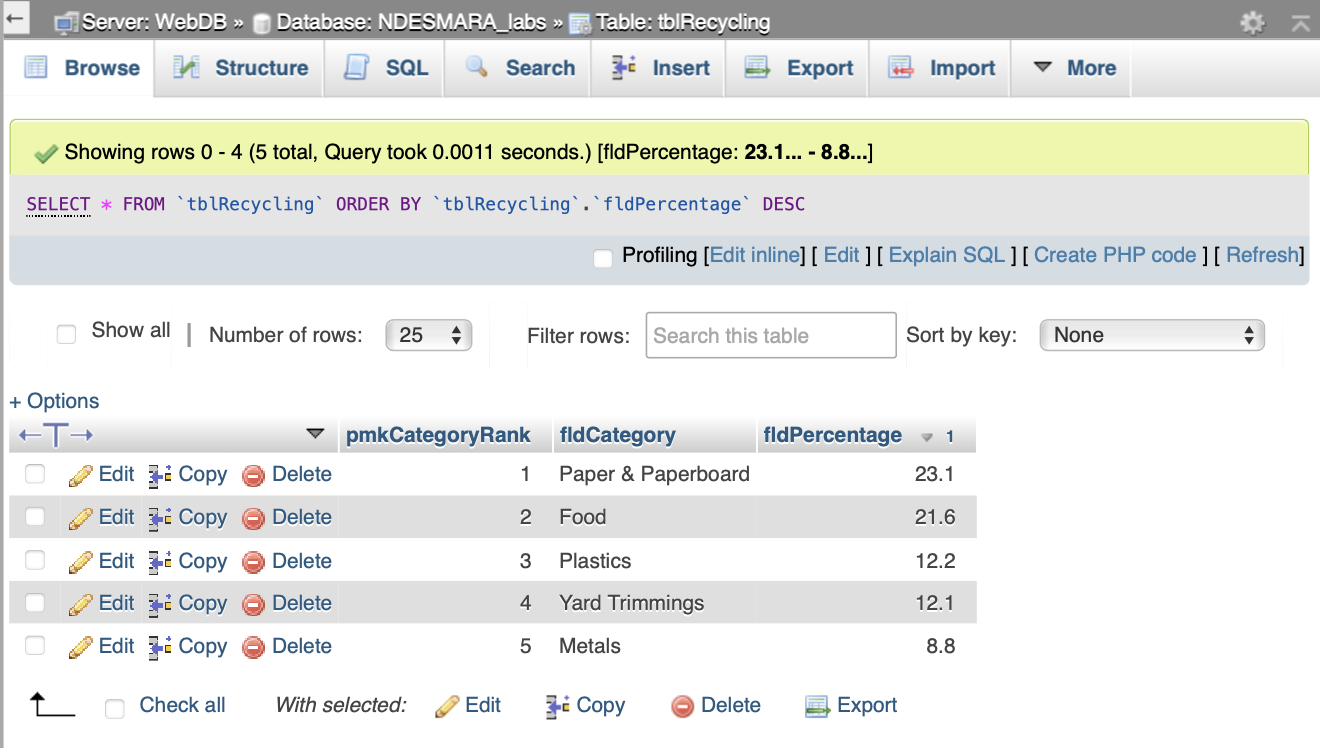 Server: WebDB » Database: NDESMARA_labs » Table: tblRecycling
Browse Structure SQL Search Insert Export Import More
Showing rows 0 - 4 (5 total, Query took 0.0011 seconds.) [fldPercentage: 23.1... - 8.8...]
SELECT * FROM `tblRecycling` ORDER BY `tblRecycling`.`fldPercentage` DESC
Profiling [Edit inline] [ Edit ] [ Explain SQL ] [ Create PHP code ] [ Refresh]
Show all | Number of rows: 25 Filter rows: Search this table Sort by key: None
+ Options
←T→ pmkCategoryRank fldCategory fldPercentage 1
Edit Copy Delete 1 Paper & Paperboard 23.1
Edit Copy Delete 2 Food 21.6
Edit Copy Delete 3 Plastics 12.2
Edit Copy Delete 4 Yard Trimmings 12.1
Edit Copy Delete 5 Metals 8.8
Check all With selected: Edit Copy Delete Export